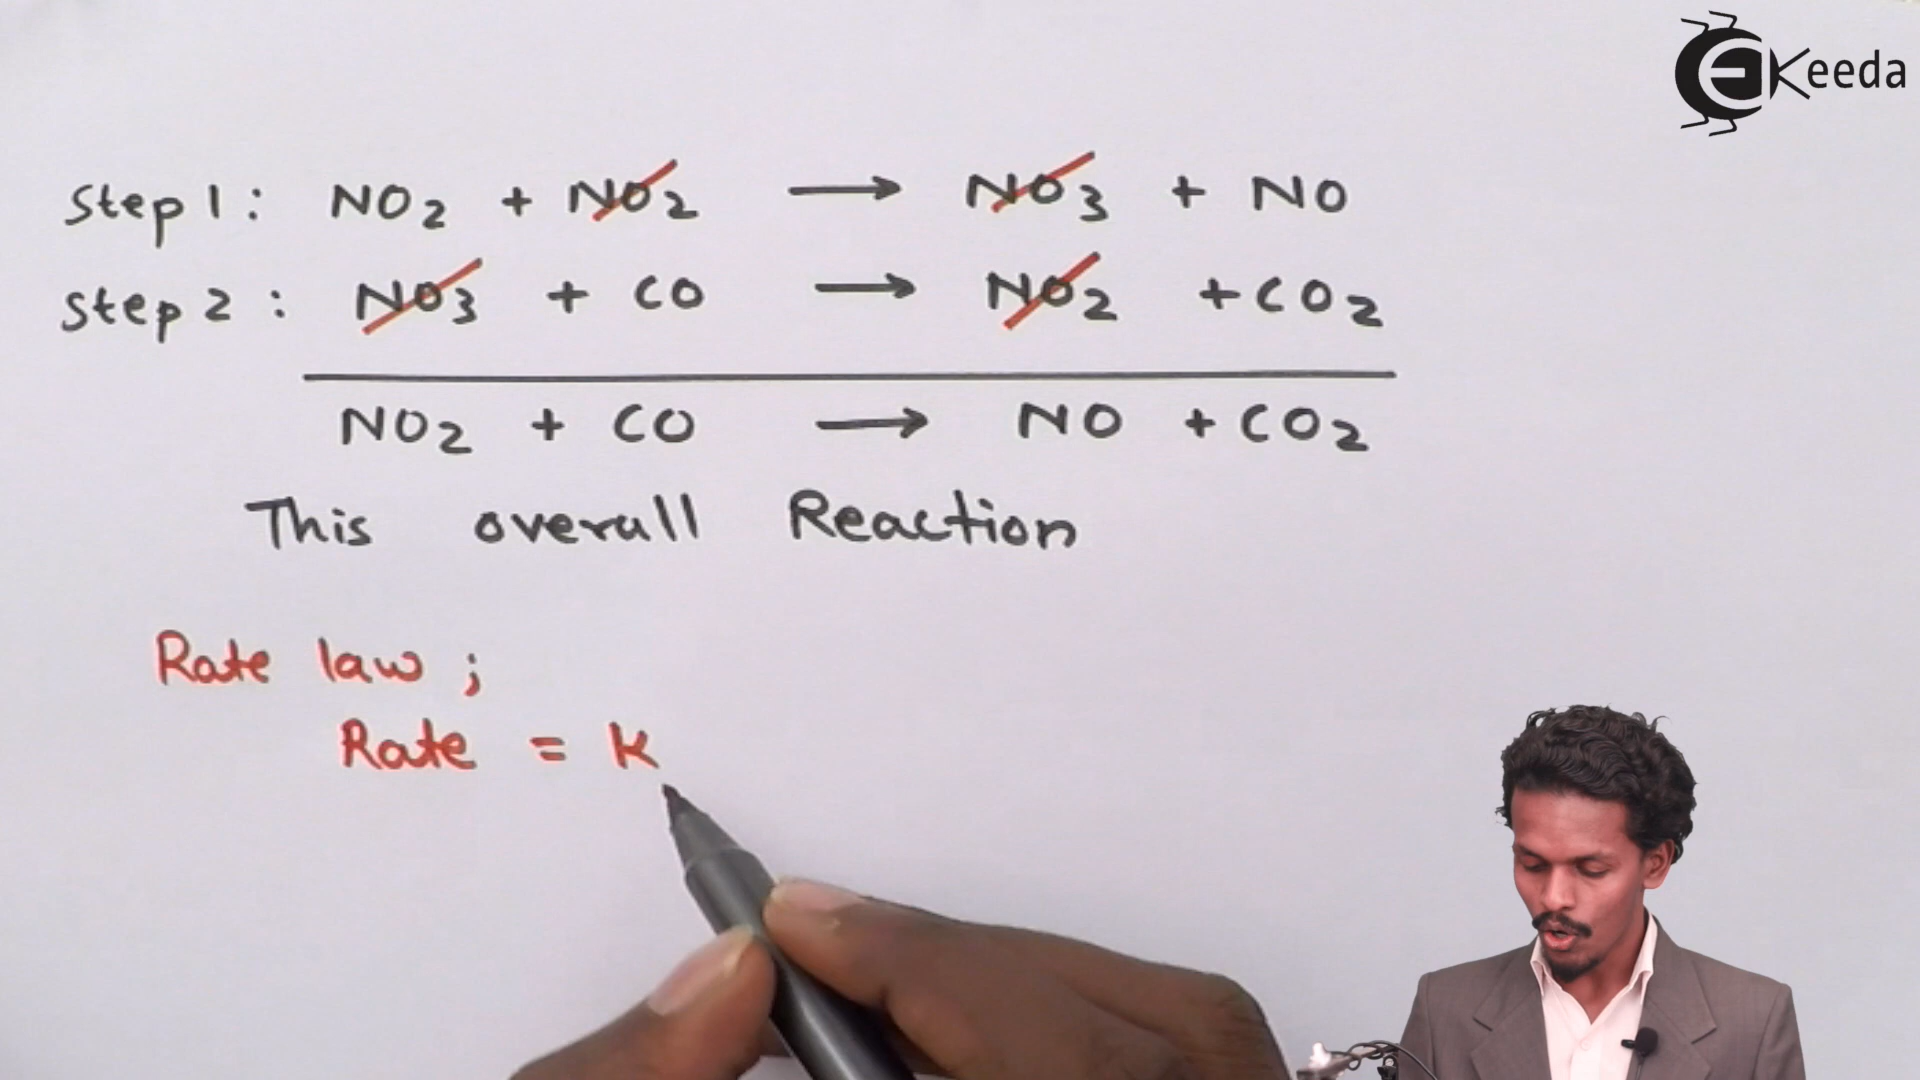 Keeda
Step 1: NO₂ + NO₂ → NO₃ + NO
Step 2: NO₃ + CO → NO₂ + CO₂
NO₂ + CO → NO + CO₂
This overall Reaction
Rate law ;
Rate = k